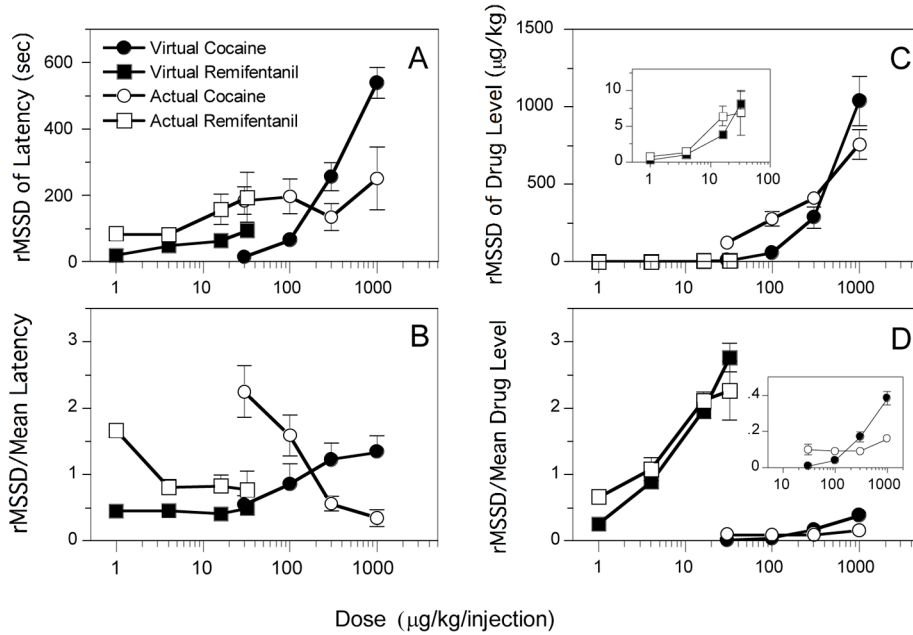 A
rMSSD of Latency (sec)
600
400
200
0
Virtual Cocaine
Virtual Remifentanil
Actual Cocaine
Actual Remifentanil
1 10 100 1000
C
rMSSD of Drug Level (μg/kg)
1500
1000
500
0
10
5
0
1 10 100
1 10 100 1000
B
rMSSD/Mean Latency
3
2
1
0
1 10 100 1000
D
rMSSD/Mean Drug Level
3
2
1
0
.4
.2
0
10 100 1000
1 10 100 1000
Dose (μg/kg/injection)